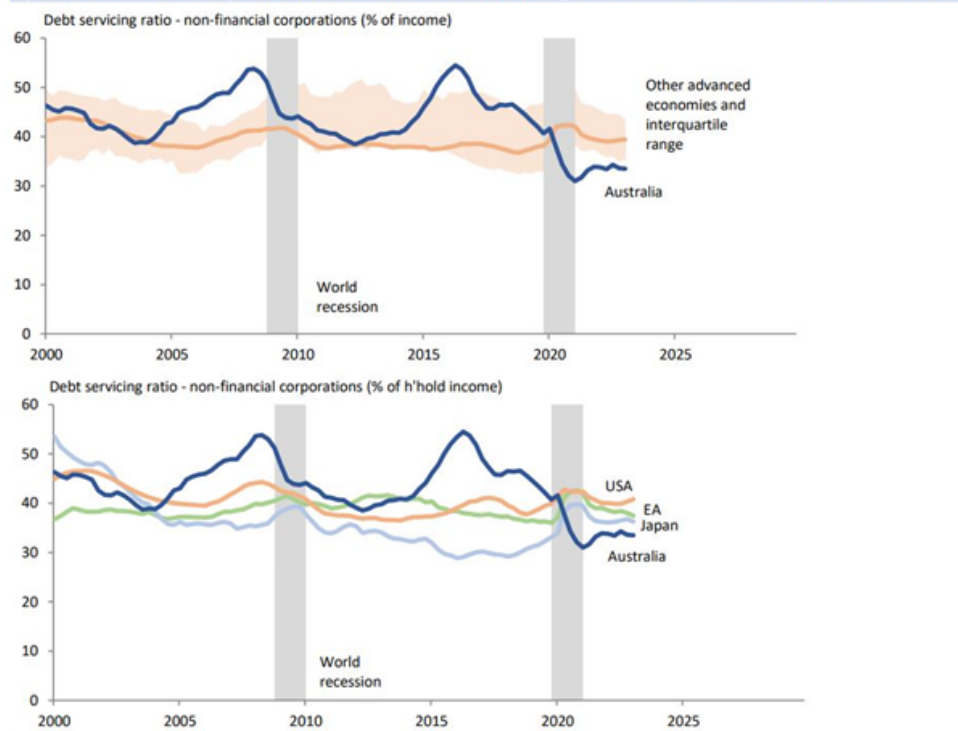 Debt servicing ratio - non-financial corporations (% of income)
60
50
40
30
20
10
0
Other advanced
economies and
interquartile
range
Australia
World
recession
2000 2005 2010 2015 2020 2025
Debt servicing ratio - non-financial corporations (% of h'hold income)
60
50
40
30
20
10
0
USA
EA
Japan
Australia
World
recession
2000 2005 2010 2015 2020 2025